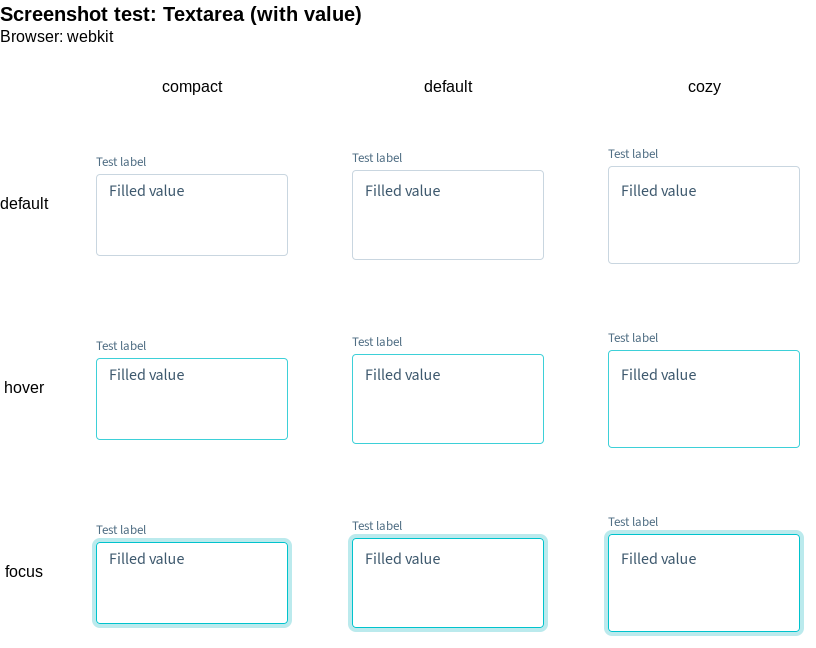 Screenshot test: Textarea (with value)
Browser: webkit
compact default cozy
Test label Test label Test label
default Filled value Filled value Filled value
Test label Test label Test label
hover Filled value Filled value Filled value
Test label Test label Test label
focus Filled value Filled value Filled value